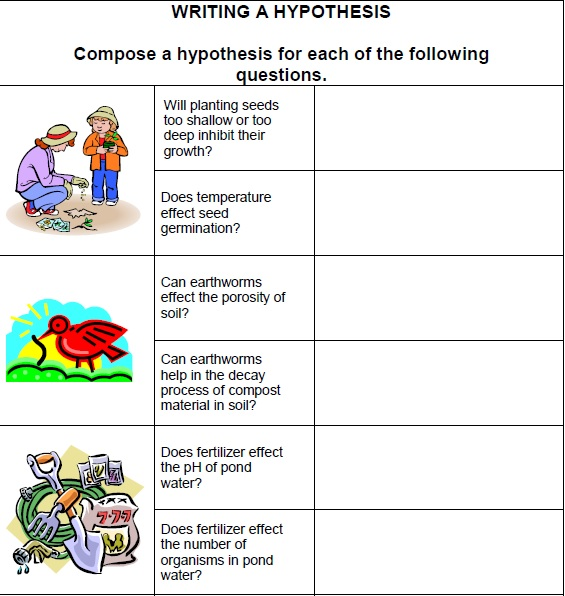 WRITING A HYPOTHESIS
Compose a hypothesis for each of the following
questions.
Will planting seeds
too shallow or too
deep inhibit their
growth?
Does temperature
effect seed
germination?
Can earthworms
effect the porosity of
soil?
Can earthworms
help in the decay
process of compost
material in soil?
Does fertilizer effect
the pH of pond
water?
7-7-7
Does fertilizer effect
the number of
organisms in pond
water?